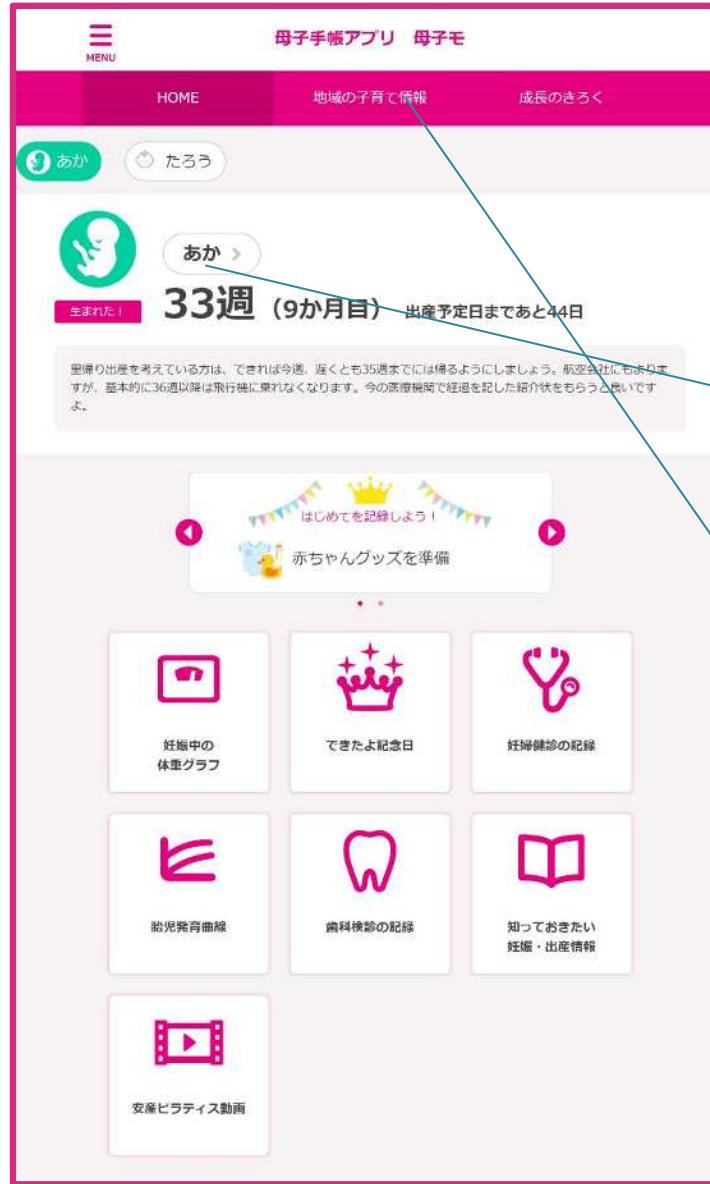 母子手帳アプリ 母子モ
MENU
HOME
地域の子育て情報
成長のきろく
あか
たろう
あか
生まれた！
33週（9か月目） 出産予定日まであと44日
里帰り出産を考えている方は、できれば今週、遅くとも35週までには帰るようにしましょう。航空会社にもよりま
すが、基本的に36週以降は飛行機に乗れなくなります。今の医療機関で経過を記した紹介状をもらうと良いです
よ。
はじめてを記録しよう！
赤ちゃんグッズを準備
妊娠中の
体重グラフ
できたよ記念日
妊婦健診の記録
胎児発育曲線
歯科検診の記録
知っておきたい
妊娠・出産情報
安産ピラティス動画